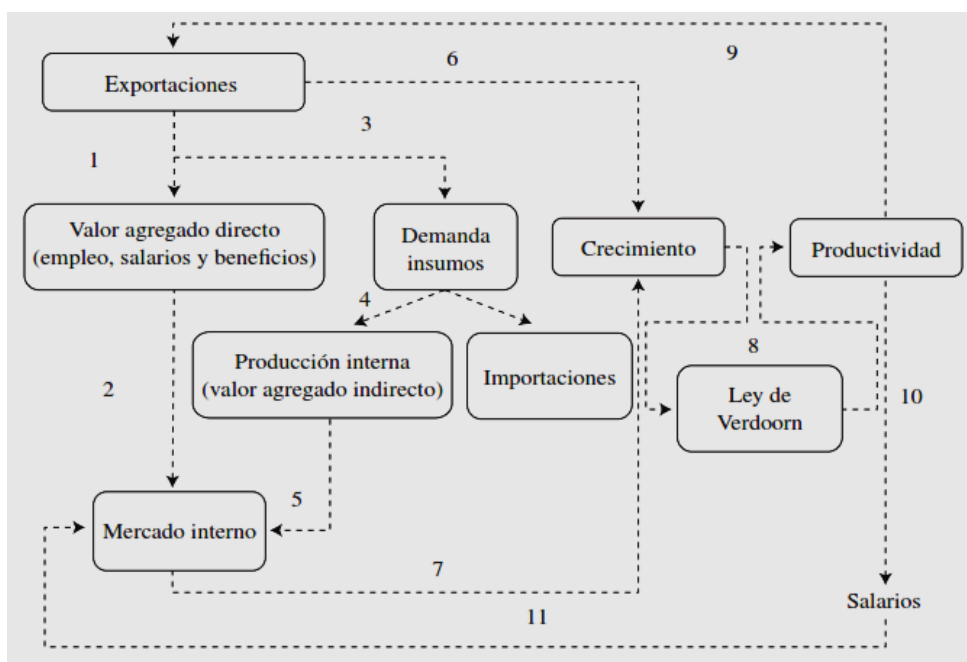 9
6
Exportaciones
3
1
Valor agregado directo
(empleo, salarios y beneficios)
Demanda
insumos
Crecimiento
Productividad
4
Producción interna
(valor agregado indirecto)
Importaciones
8
2
Ley de
Verdoorn
10
5
Mercado interno
7
Salarios
11